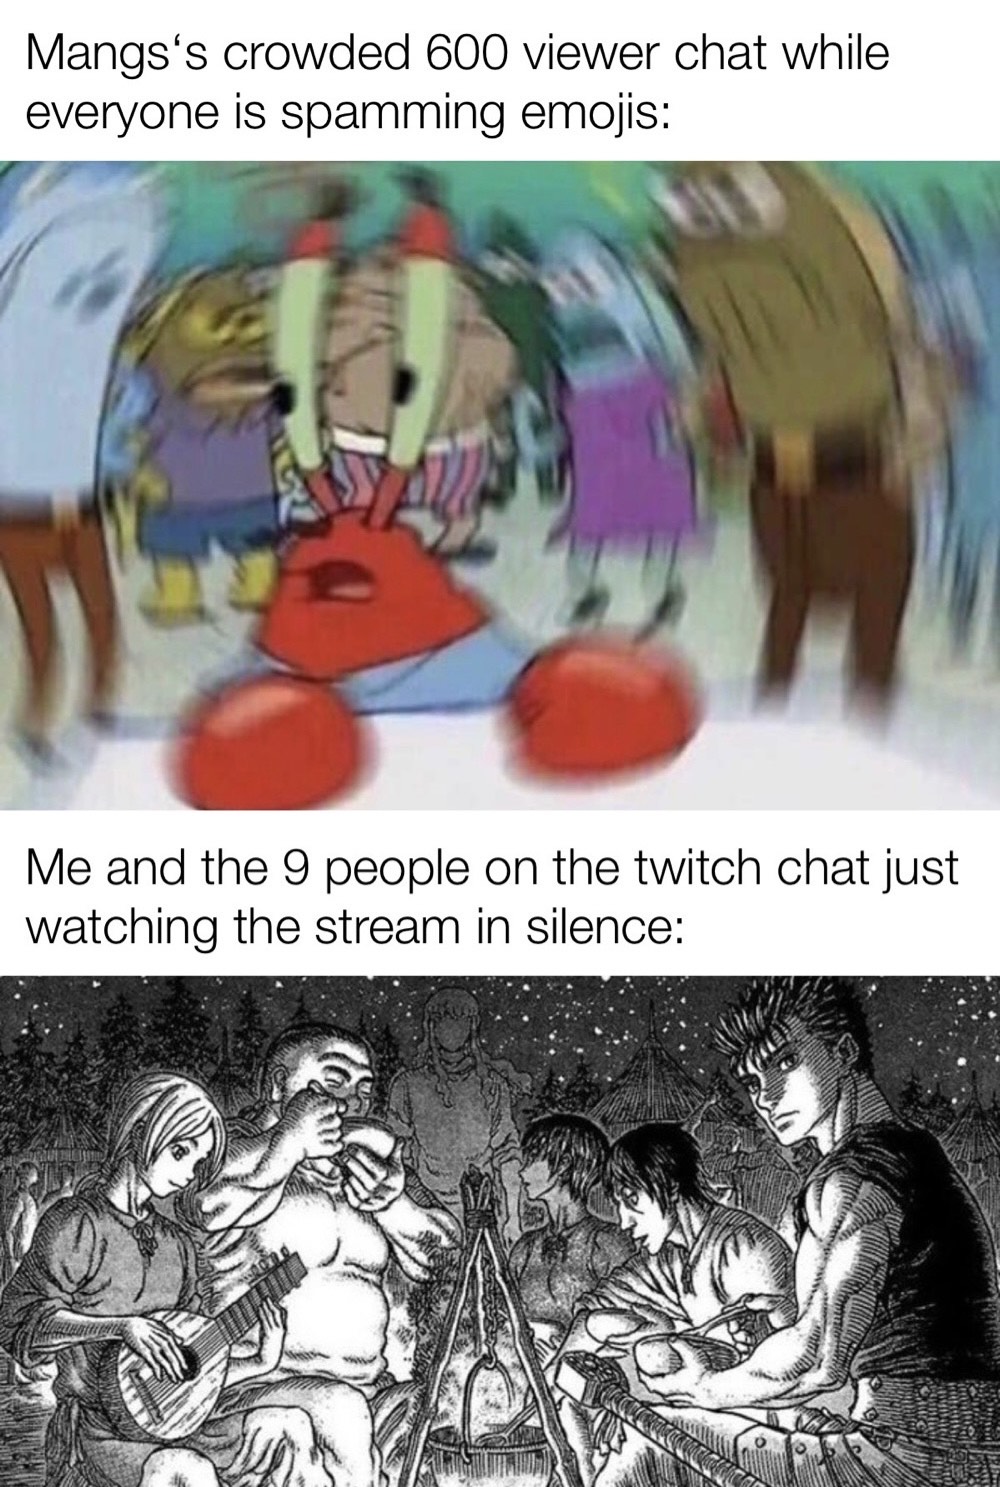 Mangs‘s crowded 600 viewer chat while
everyone is spamming emojis:
Me and the 9 people on the twitch chat just
watching the stream in silence: